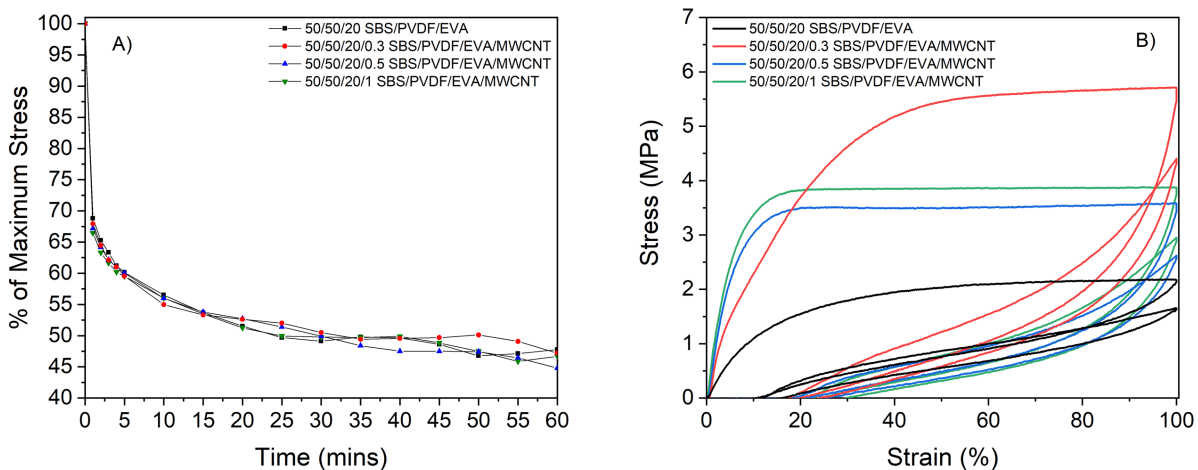 A)
50/50/20 SBS/PVDF/EVA
50/50/20/0.3 SBS/PVDF/EVA/MWCNT
50/50/20/0.5 SBS/PVDF/EVA/MWCNT
50/50/20/1 SBS/PVDF/EVA/MWCNT
% of Maximum Stress
100
95
90
85
80
75
70
65
60
55
50
45
40
0 5 10 15 20 25 30 35 40 45 50 55 60
Time (mins)
B)
50/50/20 SBS/PVDF/EVA
50/50/20/0.3 SBS/PVDF/EVA/MWCNT
50/50/20/0.5 SBS/PVDF/EVA/MWCNT
50/50/20/1 SBS/PVDF/EVA/MWCNT
Stress (MPa)
7
6
5
4
3
2
1
0
0 20 40 60 80 100
Strain (%)